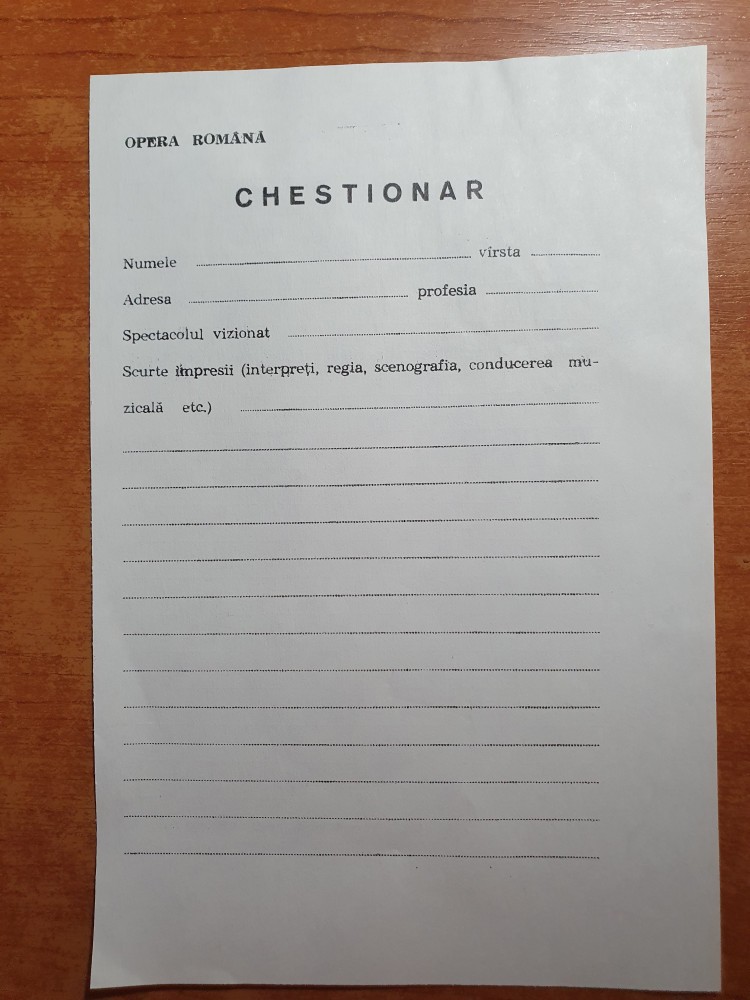 OPERA ROMÂNĂ
CHESTIONAR
Numele ........ vîrsta ........
Adresa ........ profesia ........
Spectacolul vizionat ........
Scurte impresii (interpreți, regia, scenografia, conducerea mu-
zicală etc.) ........